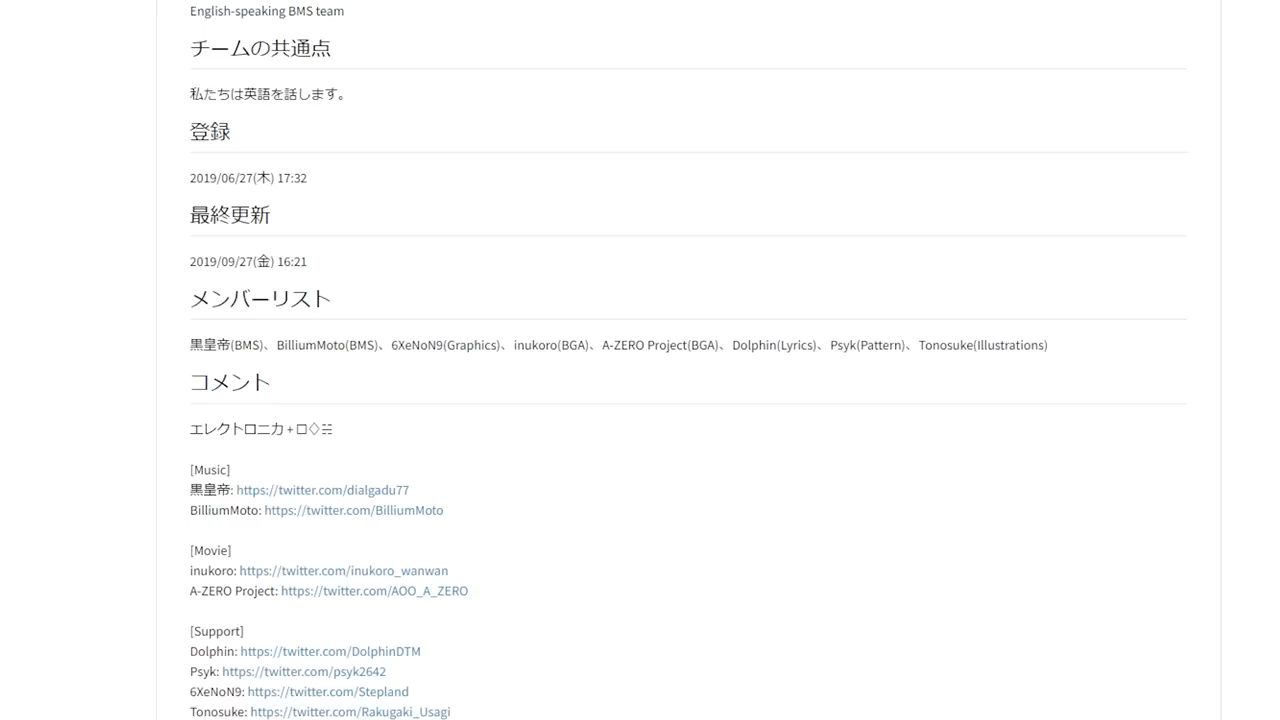 English-speaking BMS team
チームの共通点
私たちは英語を話します。
登録
2019/06/27(木) 17:32
最終更新
2019/09/27(金) 16:21
メンバーリスト
黒皇帝(BMS)、BilliumMoto(BMS)、6XeNoN9(Graphics)、inukoro(BGA)、A-ZERO Project(BGA)、Dolphin(Lyrics)、Psyk(Pattern)、Tonosuke(Illustrations)
コメント
エレクトロニカ + □♢☵
[Music]
黒皇帝: https://twitter.com/dialgadu77
BilliumMoto: https://twitter.com/BilliumMoto
[Movie]
inukoro: https://twitter.com/inukoro_wanwan
A-ZERO Project: https://twitter.com/AOO_A_ZERO
[Support]
Dolphin: https://twitter.com/DolphinDTM
Psyk: https://twitter.com/psyk2642
6XeNoN9: https://twitter.com/Stepland
Tonosuke: https://twitter.com/Rakugaki_Usagi